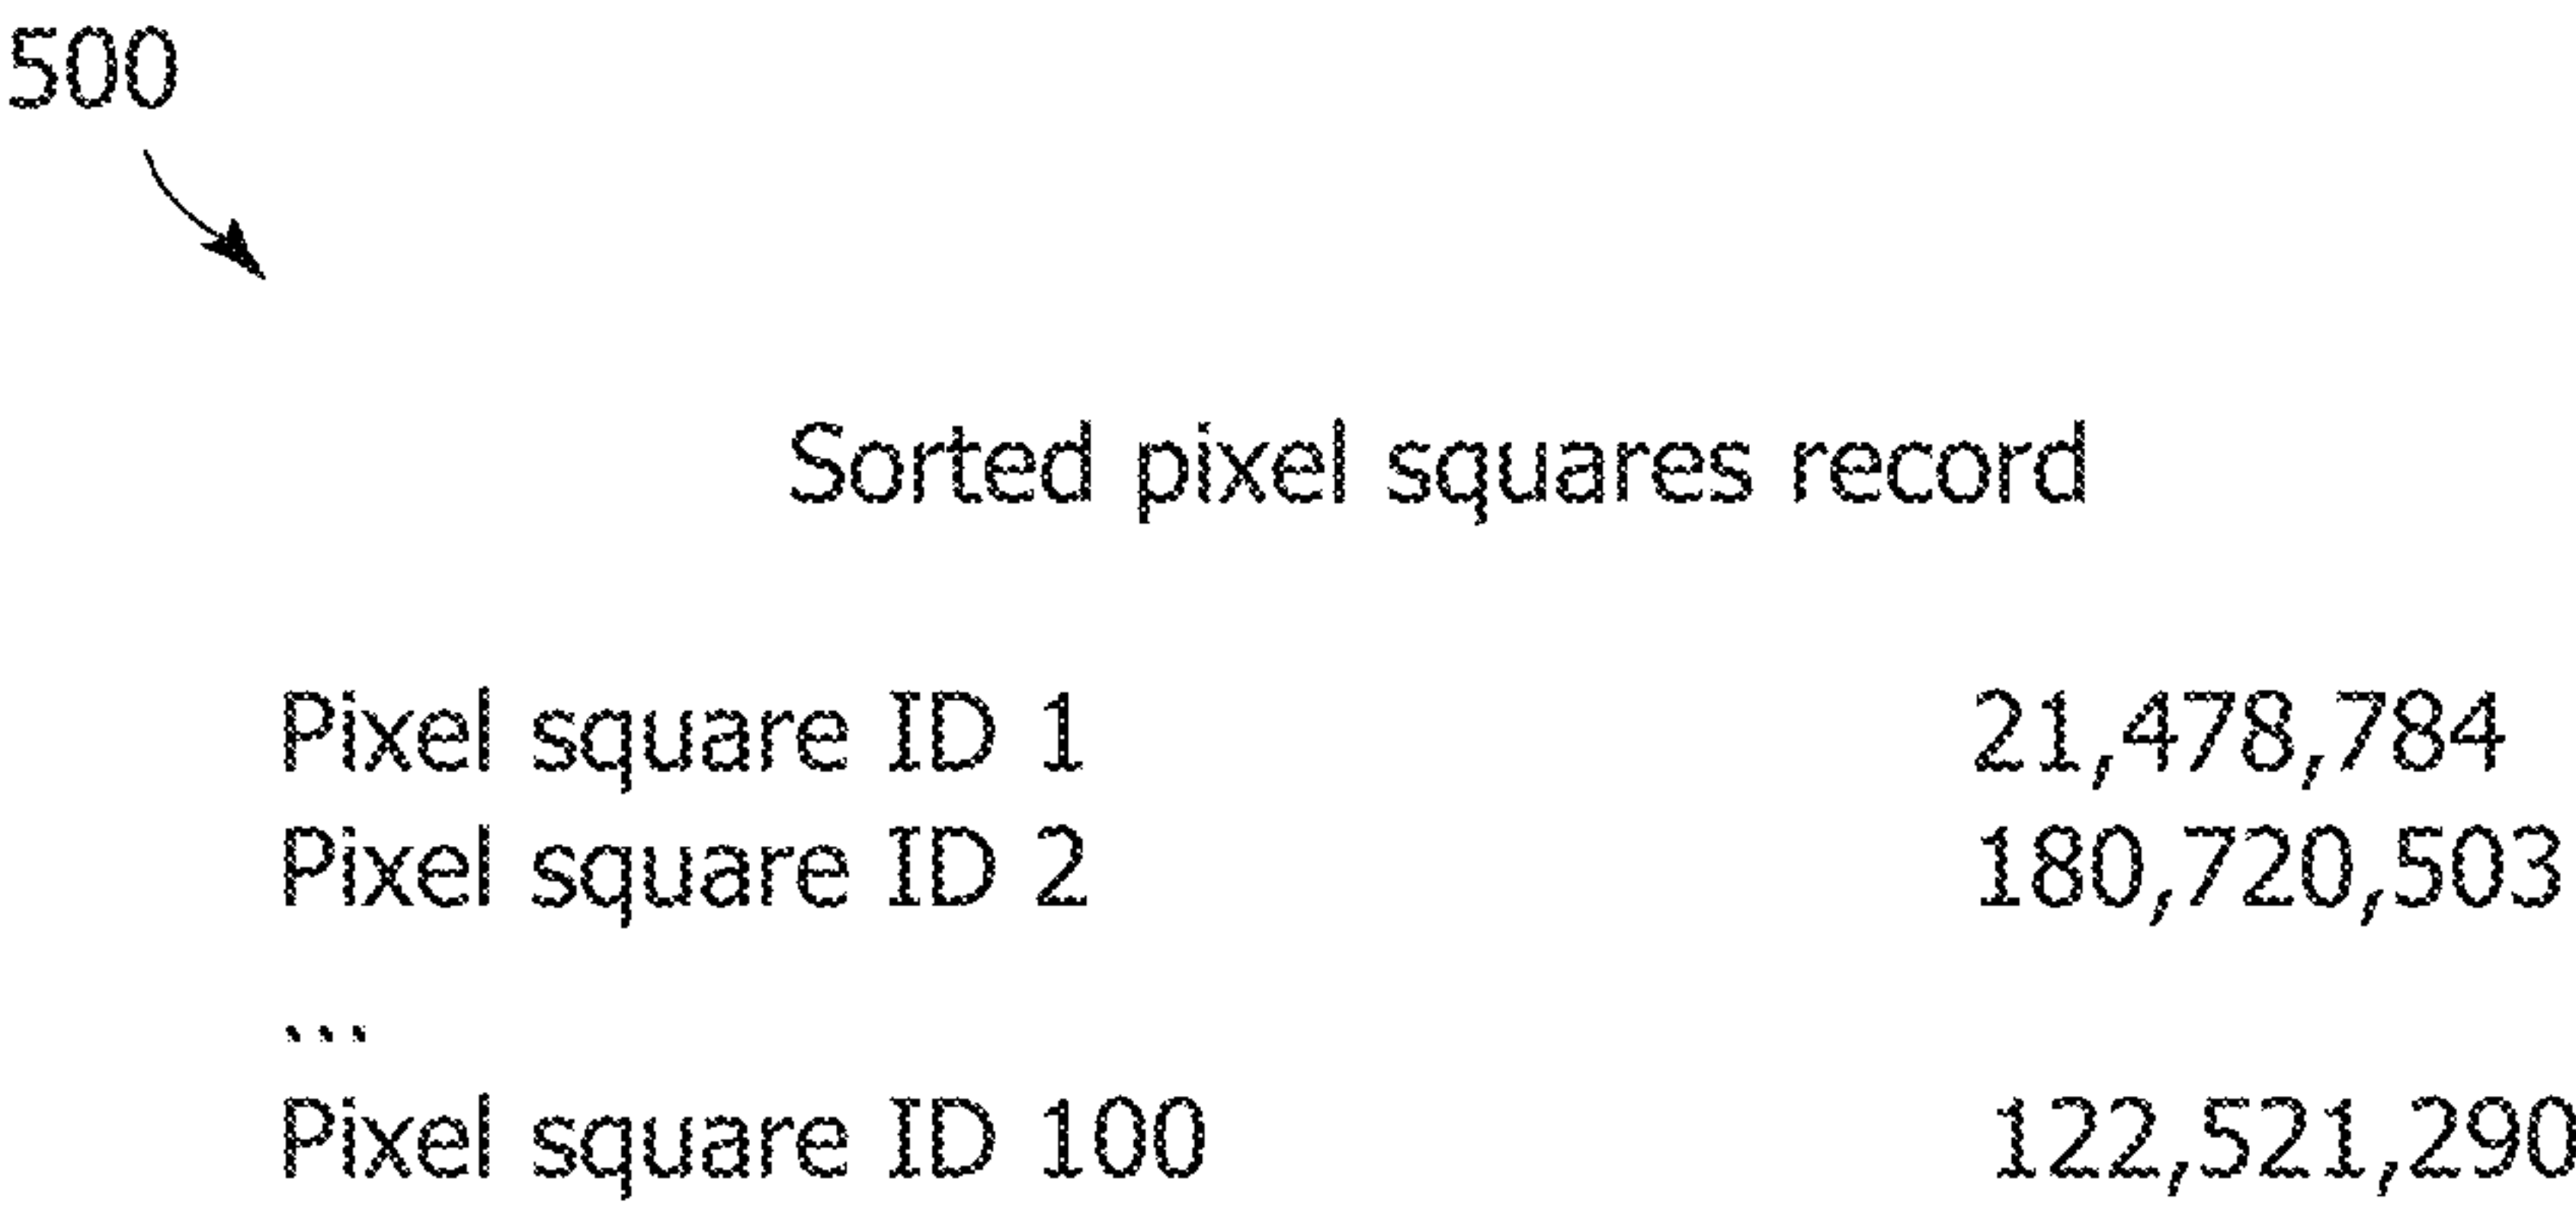 500
Sorted pixel squares record
Pixel square ID 1 21,478,784
Pixel square ID 2 180,720,503
...
Pixel square ID 100 122,521,290